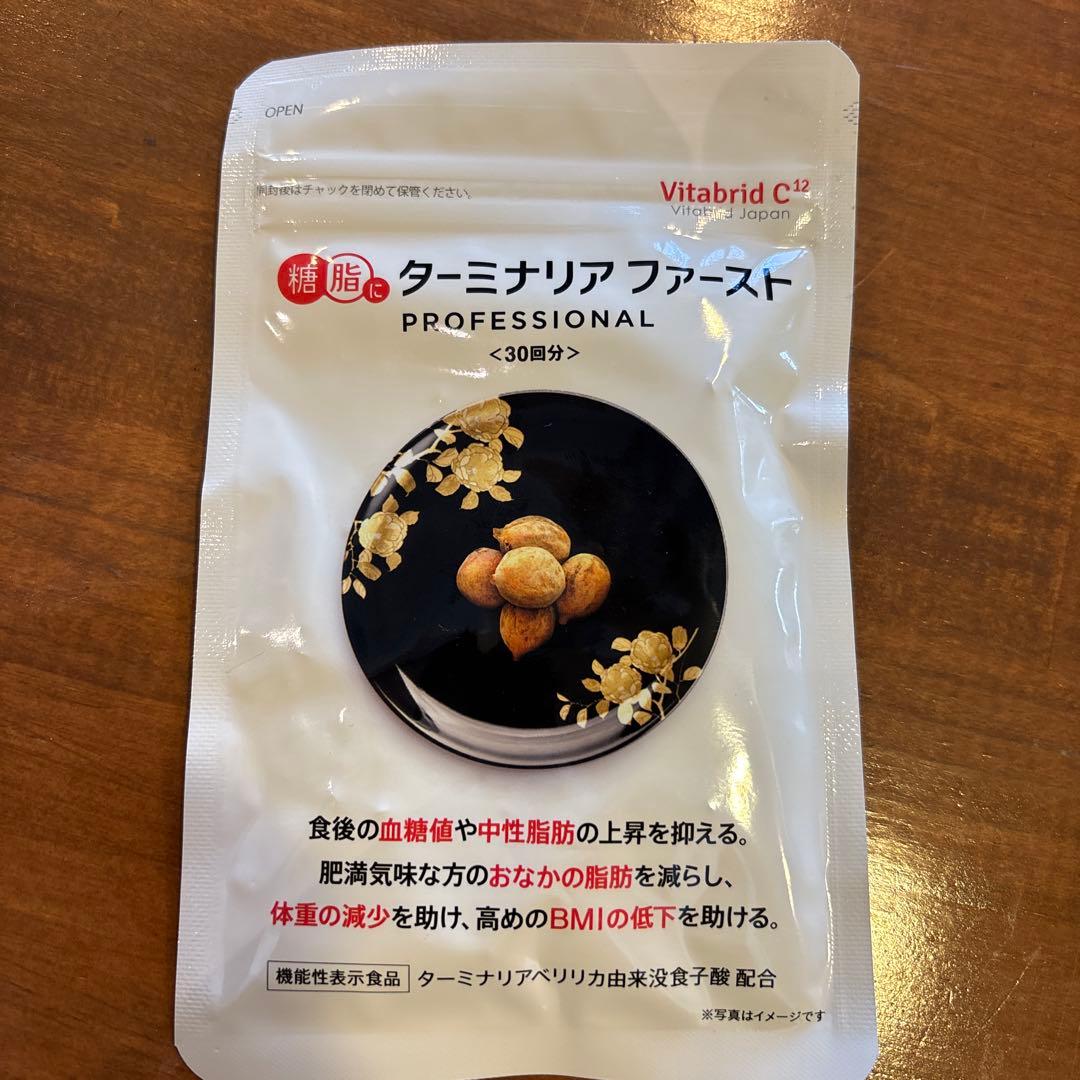 OPEN
開封後はチャックを閉めて保管ください。
Vitabrid C12
Vitabrid Japan
糖脂に ターミナリア ファースト
PROFESSIONAL
<30回分>
食後の血糖値や中性脂肪の上昇を抑える。
肥満気味な方のおなかの脂肪を減らし、
体重の減少を助け、高めのBMIの低下を助ける。
機能性表示食品 ターミナリアベリリカ由来没食子酸 配合
※写真はイメージです